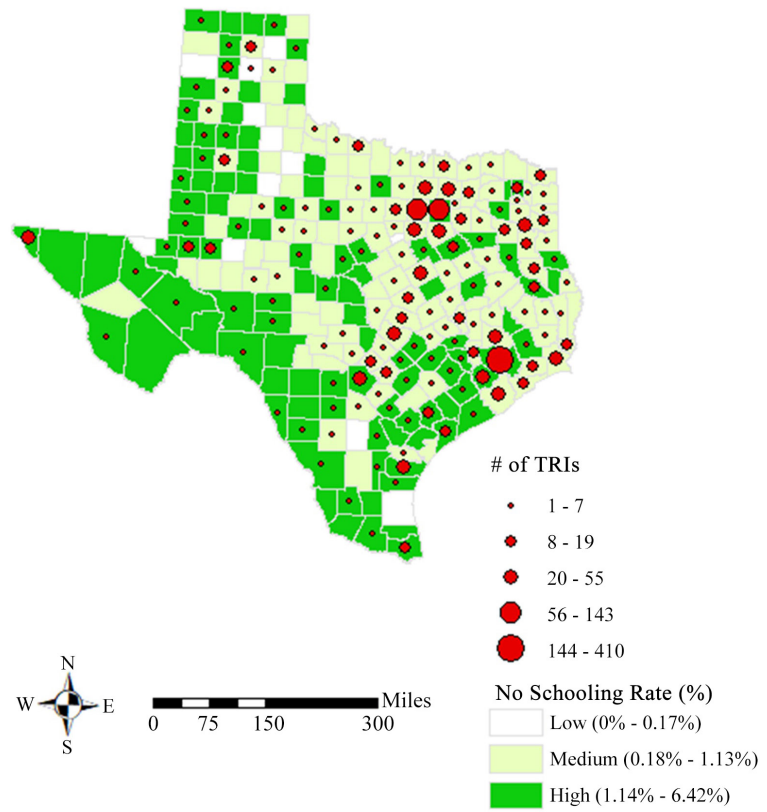 # of TRIs
1 - 7
8 - 19
20 - 55
56 - 143
144 - 410
No Schooling Rate (%)
Low (0% - 0.17%)
Medium (0.18% - 1.13%)
High (1.14% - 6.42%)
N
W E
S
Miles
0 75 150 300